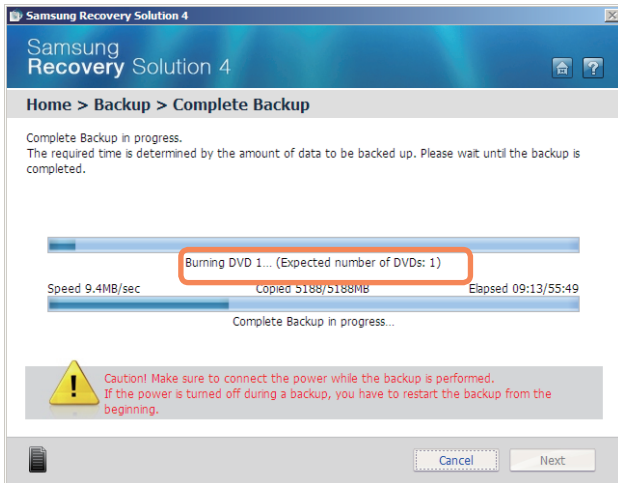 Samsung Recovery Solution 4
Samsung
Recovery Solution 4
Home > Backup > Complete Backup
Complete Backup in progress.
The required time is determined by the amount of data to be backed up. Please wait until the backup is
completed.
Burning DVD 1... (Expected number of DVDs: 1)
Speed 9.4MB/sec Copied 5188/5188MB Elapsed 09:13/55:49
Complete Backup in progress...
Caution! Make sure to connect the power while the backup is performed.
If the power is turned off during a backup, you have to restart the backup from the
beginning.
Cancel Next